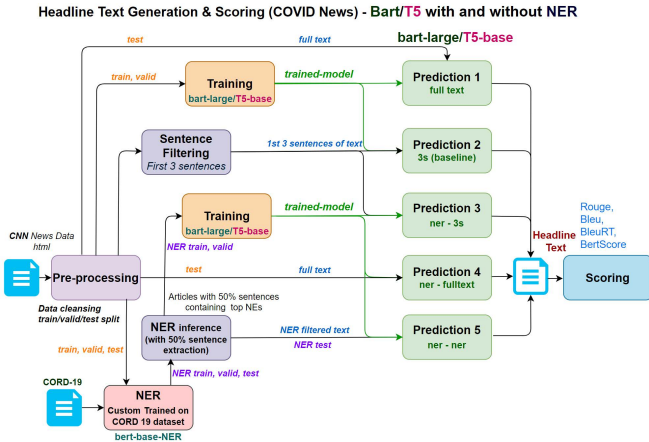 Headline Text Generation & Scoring (COVID News) - Bart/T5 with and without NER
bart-large/T5-base
test
full text
train, valid
Training
bart-large/T5-base
trained-model
Prediction 1
full text
Sentence
Filtering
First 3 sentences
1st 3 sentences of text
Prediction 2
3s (baseline)
Training
bart-large/T5-base
trained-model
NER train, valid
Prediction 3
ner - 3s
Rouge,
Bleu,
BleuRT,
BertScore
CNN News Data
html
Pre-processing
Data cleansing
train/valid/test split
test
full text
Prediction 4
ner - fulltext
Headline
Text
Scoring
Articles with 50% sentences
containing top NEs
NER inference
(with 50% sentence
extraction)
NER filtered text
NER test
Prediction 5
ner - ner
train, valid, test
NER train, valid, test
CORD-19
NER
Custom Trained on
CORD 19 dataset
bert-base-NER